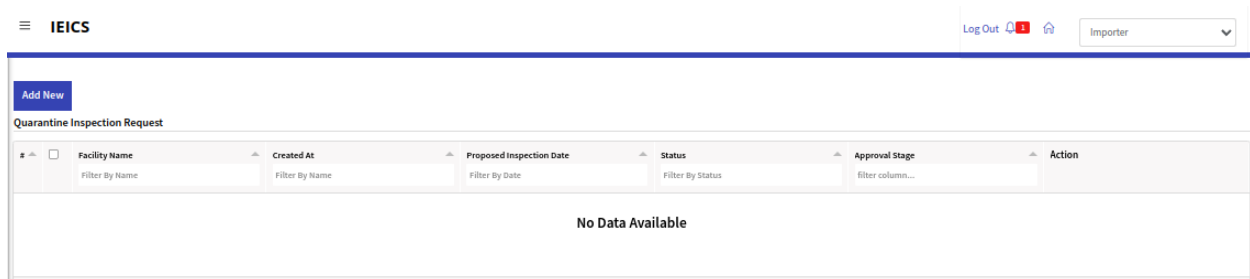 IEICS
Log Out 1 Importer
Add New
Quarantine Inspection Request
# Facility Name Created At Proposed Inspection Date Status Approval Stage Action
Filter By Name Filter By Name Filter By Date Filter By Status filter column...
No Data Available